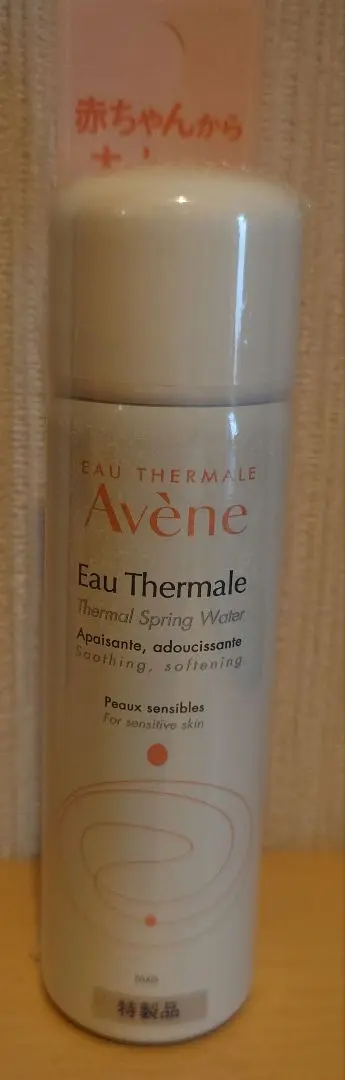 赤ちゃんから
EAU THERMALE
Avène
Eau Thermale
Thermal Spring Water
Apaisante, adoucissante
Soothing, softening
Peaux sensibles
For sensitive skin
特製品